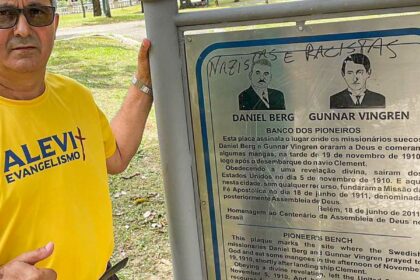 ALEVI
EVANGELISMO
NAZISTAS E RACISTAS
DANIEL BERG
GUNNAR VINGREN
BANCO DOS PIONEIROS
Esta placa assinala o lugar onde os missionários suecos
Daniel Berg e Gunnar Vingren oraram a Deus e comeram
algumas mangas, na tarde de 19 de novembro de 1910
logo após o desembarque do navio Clement.
Obedecendo a uma revelação divina, saíram dos
Estados Unidos no dia 5 de novembro de 1910. E aqui
nesta cidade, sem qualquer recurso, fundaram a Missão d
Fé Apostólica no dia 18 de junho de 1911, denominada
posteriormente Assembleia de Deus.
Belém, 18 de junho de 2011
Homenagem ao Centenário da Assembleia de Deus no
Brasil
PIONEER'S BENCH
This plaque marks the site where the Swedish
missionaries Daniel Berg and Gunnar Vingren prayed to
God and eat some mangoes in the afternoon of November
19, 1910, shortly after landing ship Clement.
Obeying a divine revelation,
November 5, 1910. And